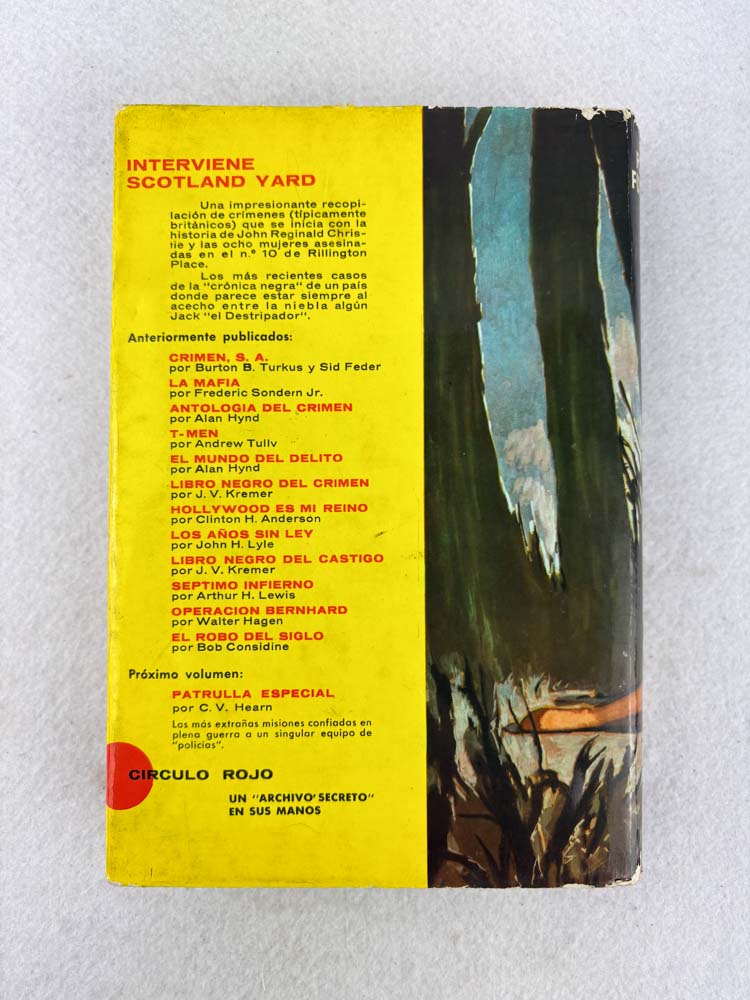 INTERVIENE
SCOTLAND YARD
Una impresionante recopi-
lación de crímenes (típicamente
británicos) que se inicia con la
historia de John Reginald Chris-
tie y las ocho mujeres asesina-
das en el n.º 10 de Rillington
Place.
Los más recientes casos
de la "crónica negra" de un país
donde parece estar siempre al
acecho entre la niebla algún
Jack "el Destripador".
Anteriormente publicados:
CRIMEN, S. A.
por Burton B. Turkus y Sid Feder
LA MAFIA
por Frederic Sondern Jr.
ANTOLOGIA DEL CRIMEN
por Alan Hynd
T-MEN
por Andrew Tully
EL MUNDO DEL DELITO
por Alan Hynd
LIBRO NEGRO DEL CRIMEN
por J. V. Kremer
HOLLYWOOD ES MI REINO
por Clinton H. Anderson
LOS AÑOS SIN LEY
por John H. Lyle
LIBRO NEGRO DEL CASTIGO
por J. V. Kremer
SEPTIMO INFIERNO
por Arthur H. Lewis
OPERACION BERNHARD
por Walter Hagen
EL ROBO DEL SIGLO
por Bob Considine
Próximo volumen:
PATRULLA ESPECIAL
por C. V. Hearn
Las más extrañas misiones confiadas en
plena guerra a un singular equipo de
"policías".
CIRCULO ROJO
UN "ARCHIVO SECRETO"
EN SUS MANOS